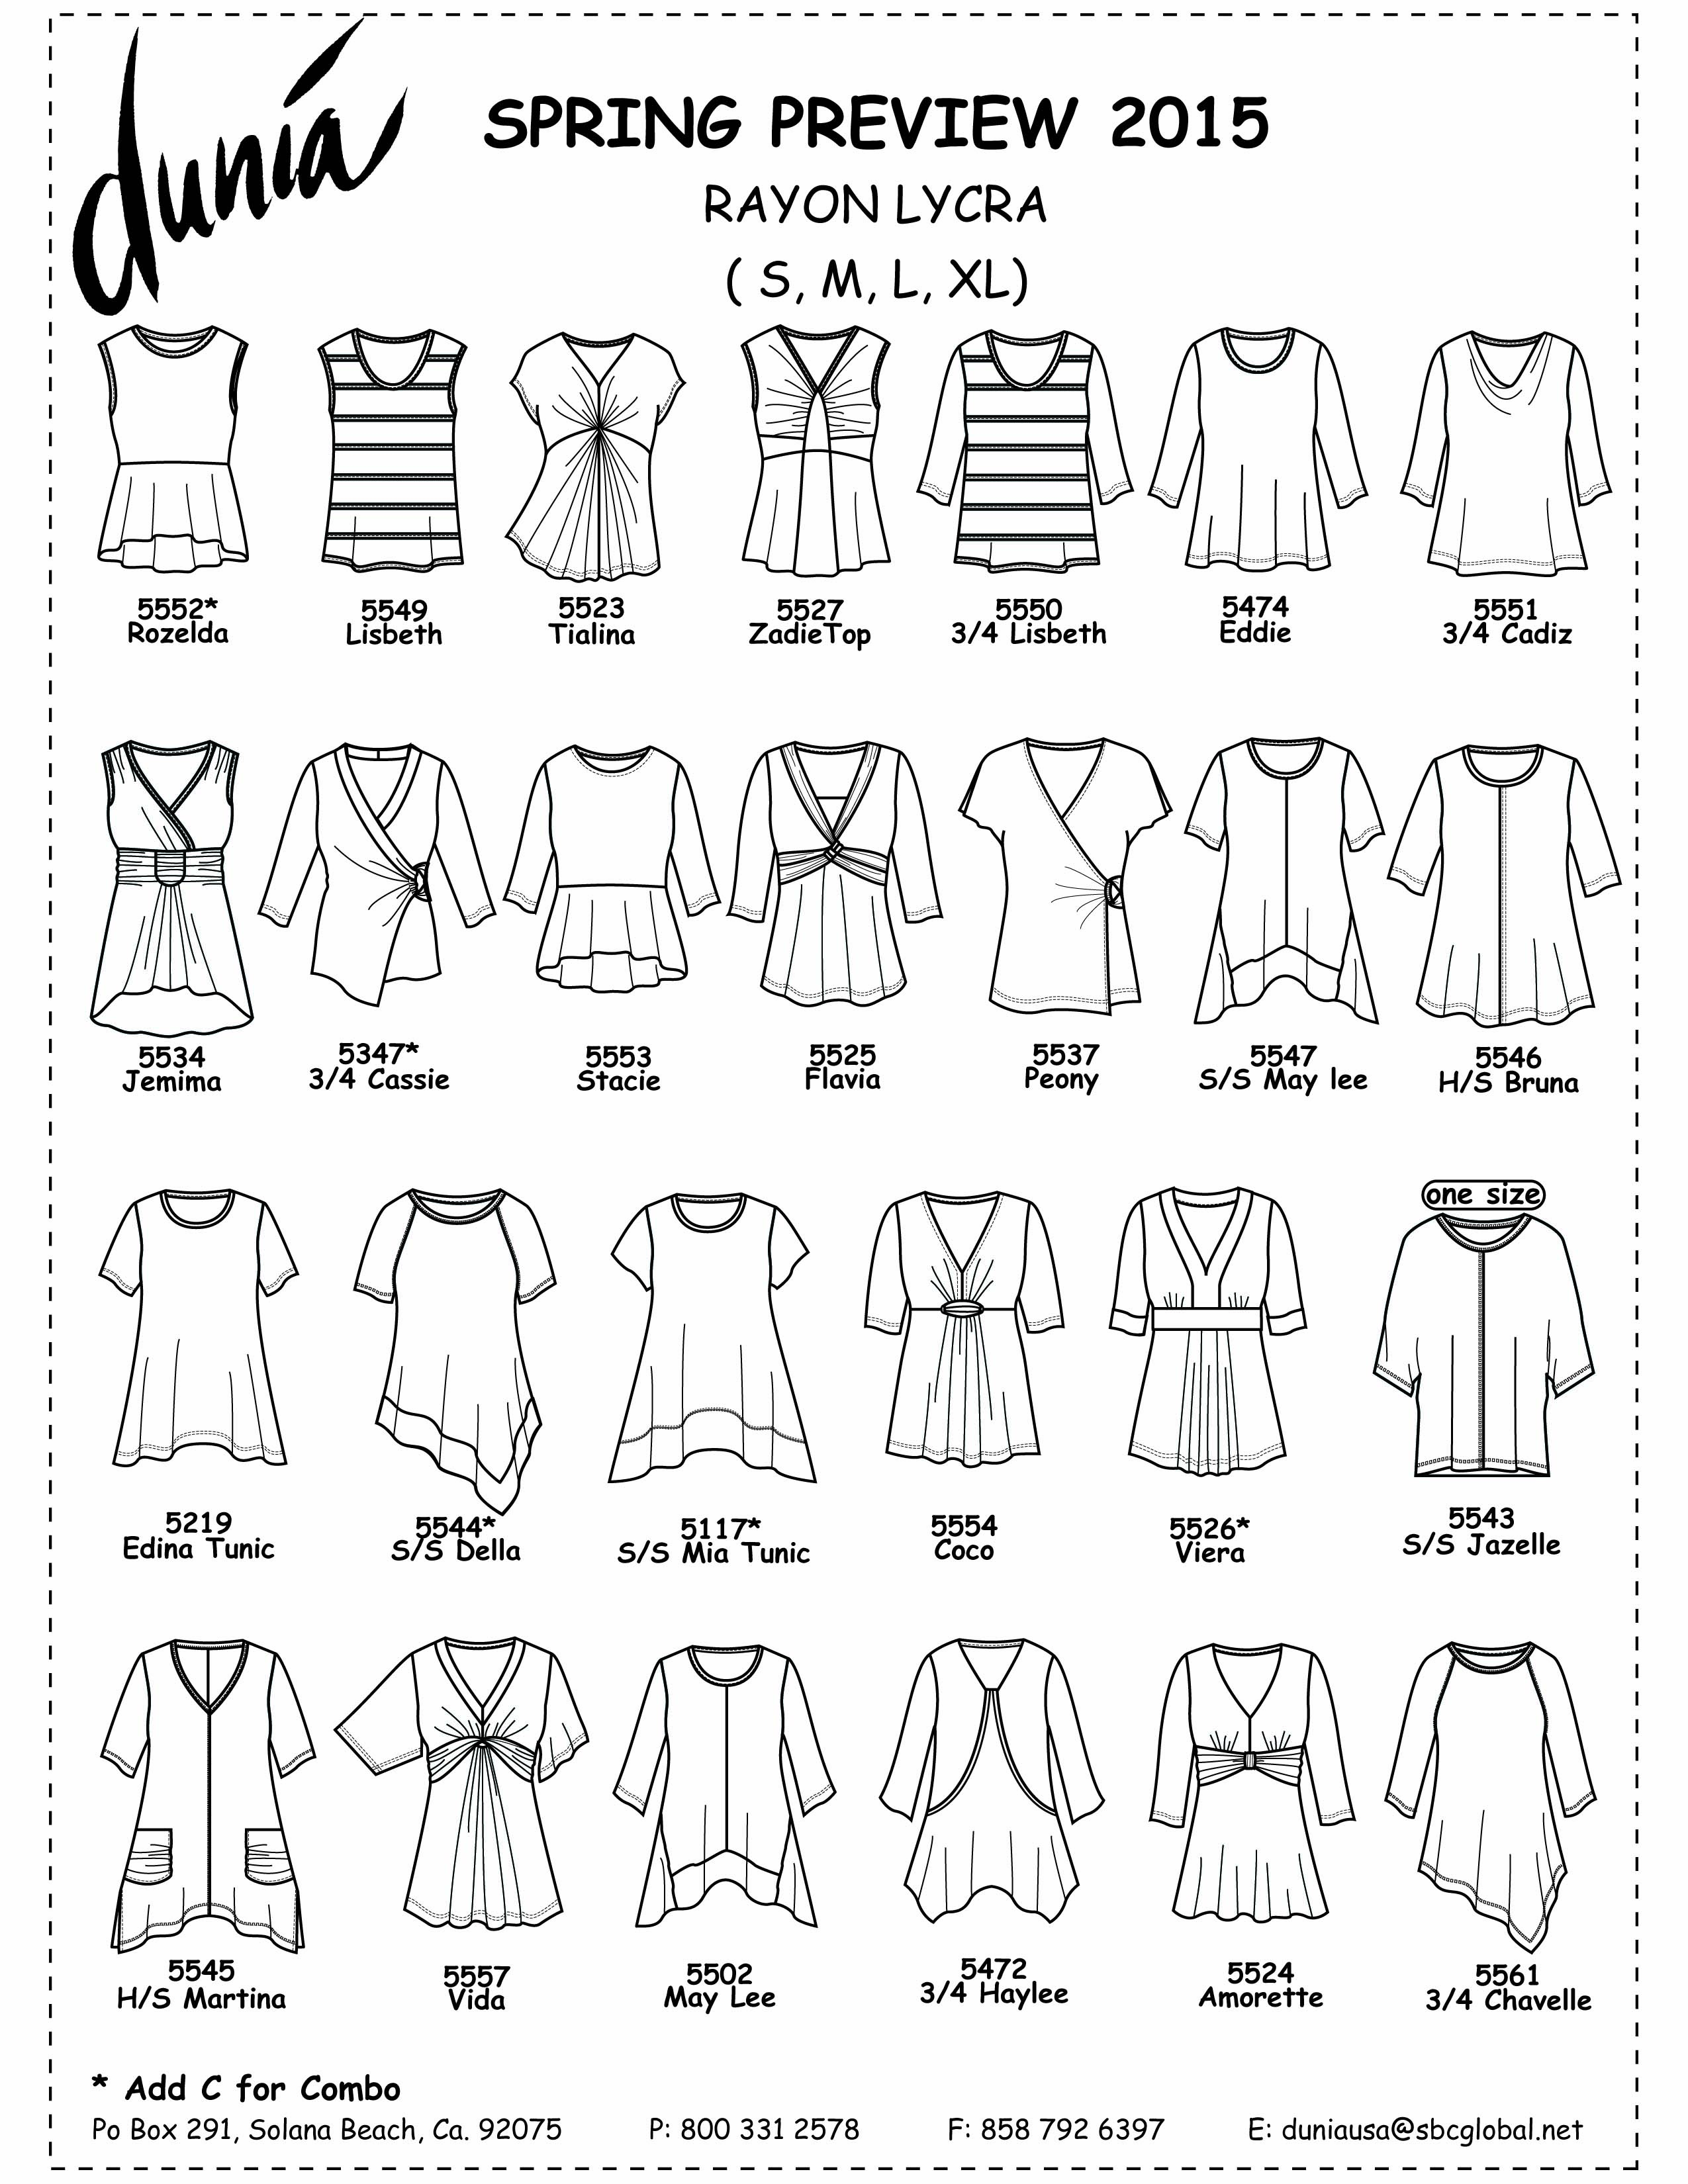 dunia
SPRING PREVIEW 2015
RAYON LYCRA
( S, M, L, XL)
5552*
Rozelda
5549
Lisbeth
5523
Tialina
5527
ZadieTop
5550
3/4 Lisbeth
5474
Eddie
5551
3/4 Cadiz
5534
Jemima
5347*
3/4 Cassie
5553
Stacie
5525
Flavia
5537
Peony
5547
S/S May lee
5546
H/S Bruna
5219
Edina Tunic
5544*
S/S Della
5117*
S/S Mia Tunic
5554
Coco
5526*
Viera
one size
5543
S/S Jazelle
5545
H/S Martina
5557
Vida
5502
May Lee
5472
3/4 Haylee
5524
Amorette
5561
3/4 Chavelle
* Add C for Combo
Po Box 291, Solana Beach, Ca. 92075 P: 800 331 2578 F: 858 792 6397 E: duniausa@sbcglobal.net